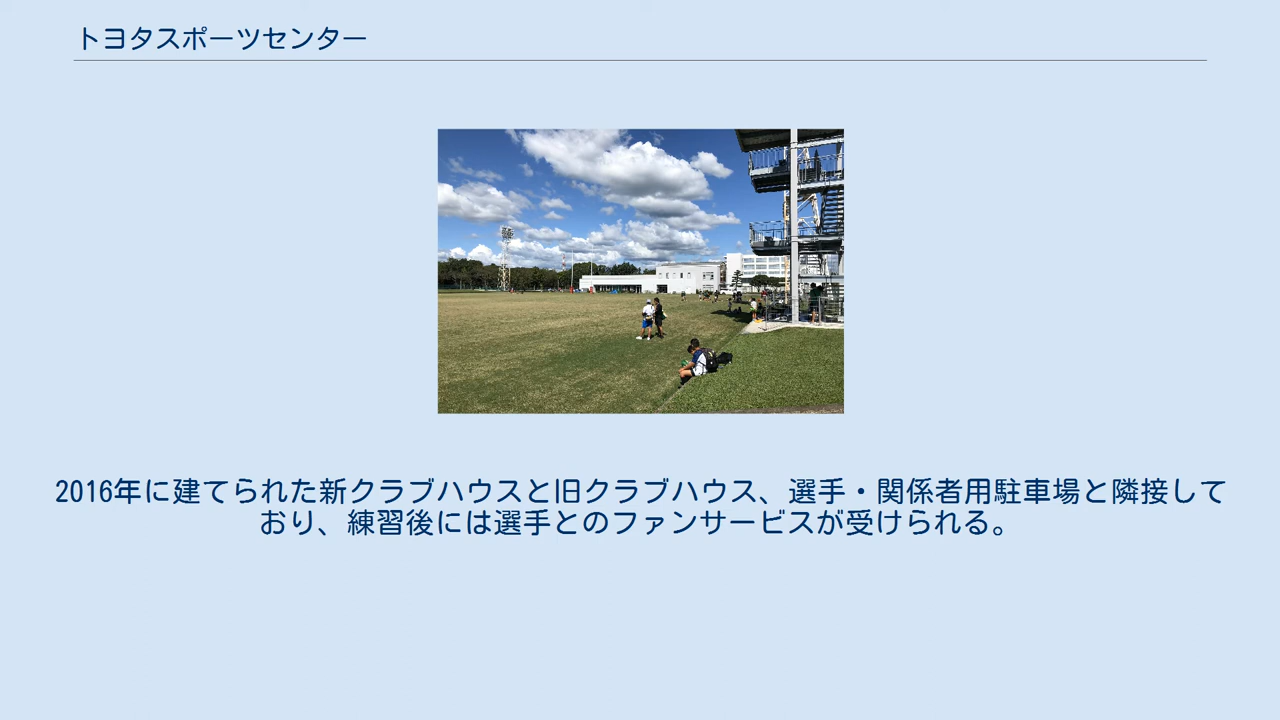 トヨタスポーツセンター
2016年に建てられた新クラブハウスと旧クラブハウス、選手・関係者用駐車場と隣接して
おり、練習後には選手とのファンサービスが受けられる。